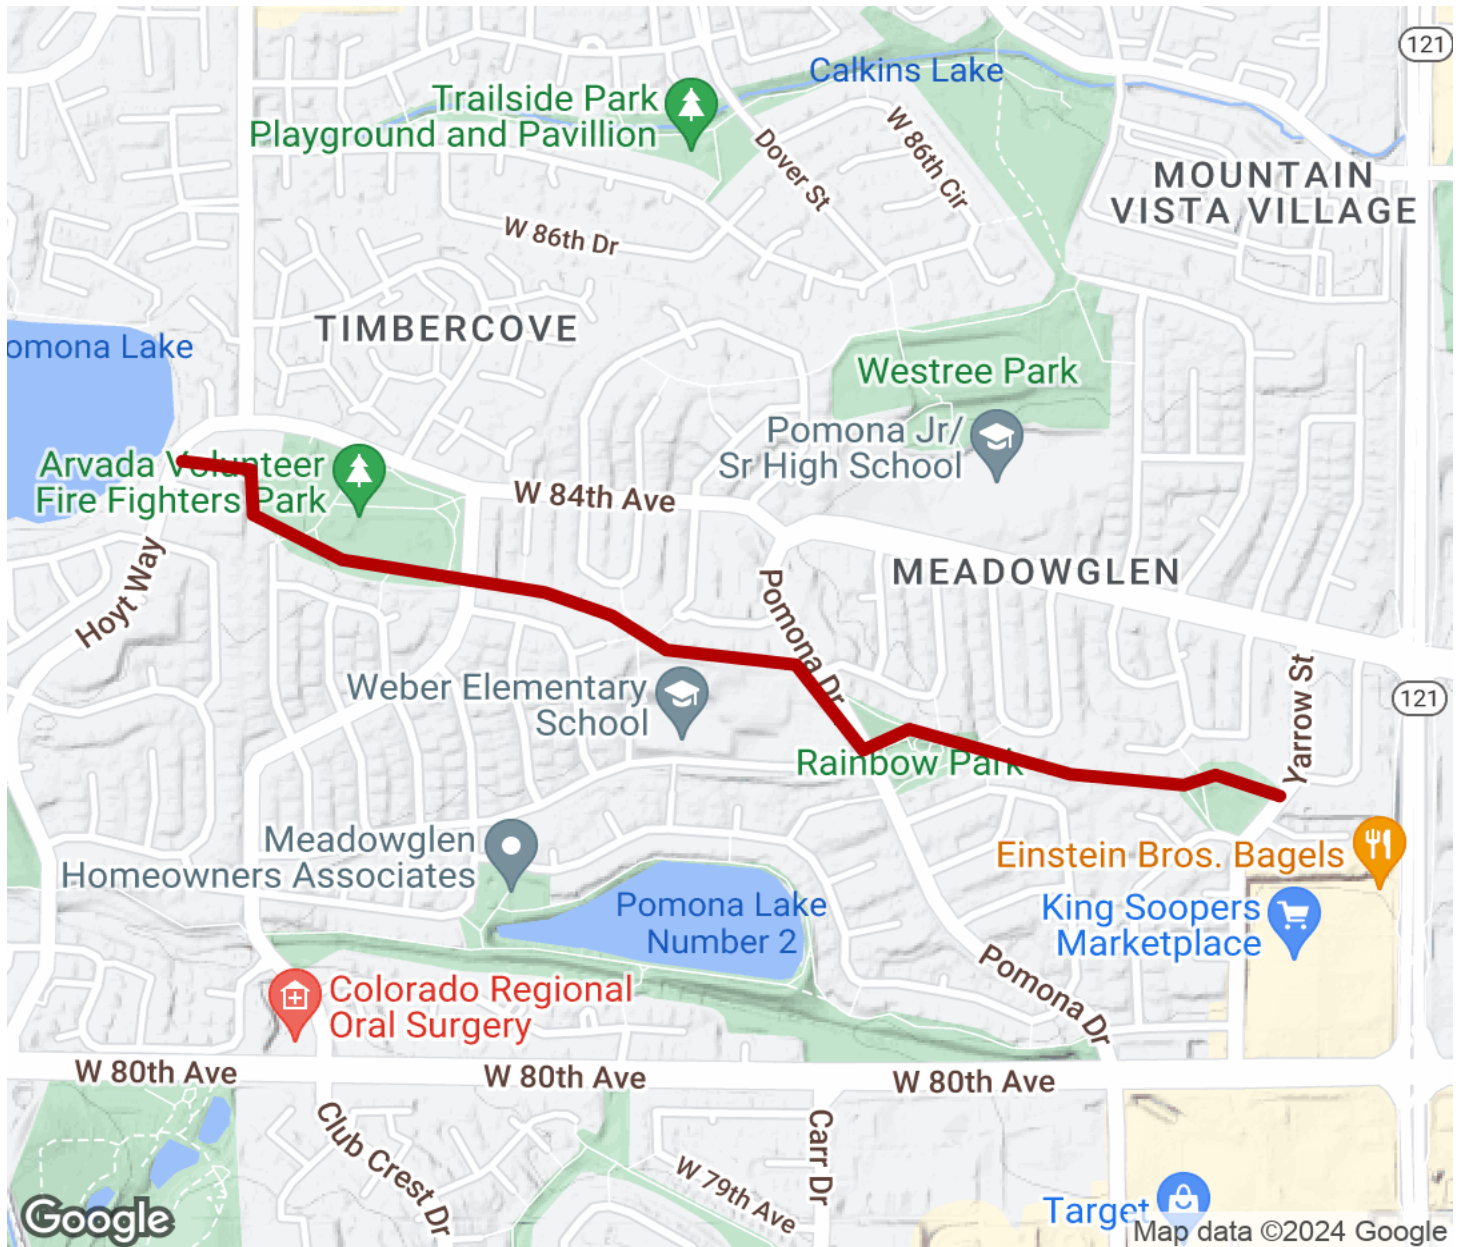 121
Calkins Lake
Trailside Park
Playground and Pavillion
W 86th Cir
Dover St
MOUNTAIN
VISTA VILLAGE
W 86th Dr
TIMBERCOVE
omona Lake
Westree Park
Pomona Jr/
Sr High School
Arvada Volunteer
Fire Fighters Park
W 84th Ave
Hoyt Way
MEADOWGLEN
Pomona Dr
Yarrow St
121
Weber Elementary
School
Rainbow Park
Meadowglen
Homeowners Associates
Einstein Bros. Bagels
Pomona Lake
Number 2
King Soopers
Marketplace
Pomona Dr
Colorado Regional
Oral Surgery
W 80th Ave
W 80th Ave
W 80th Ave
Club Crest Dr
Carr Dr
W 79th Ave
Target
Google
Map data ©2024 Google